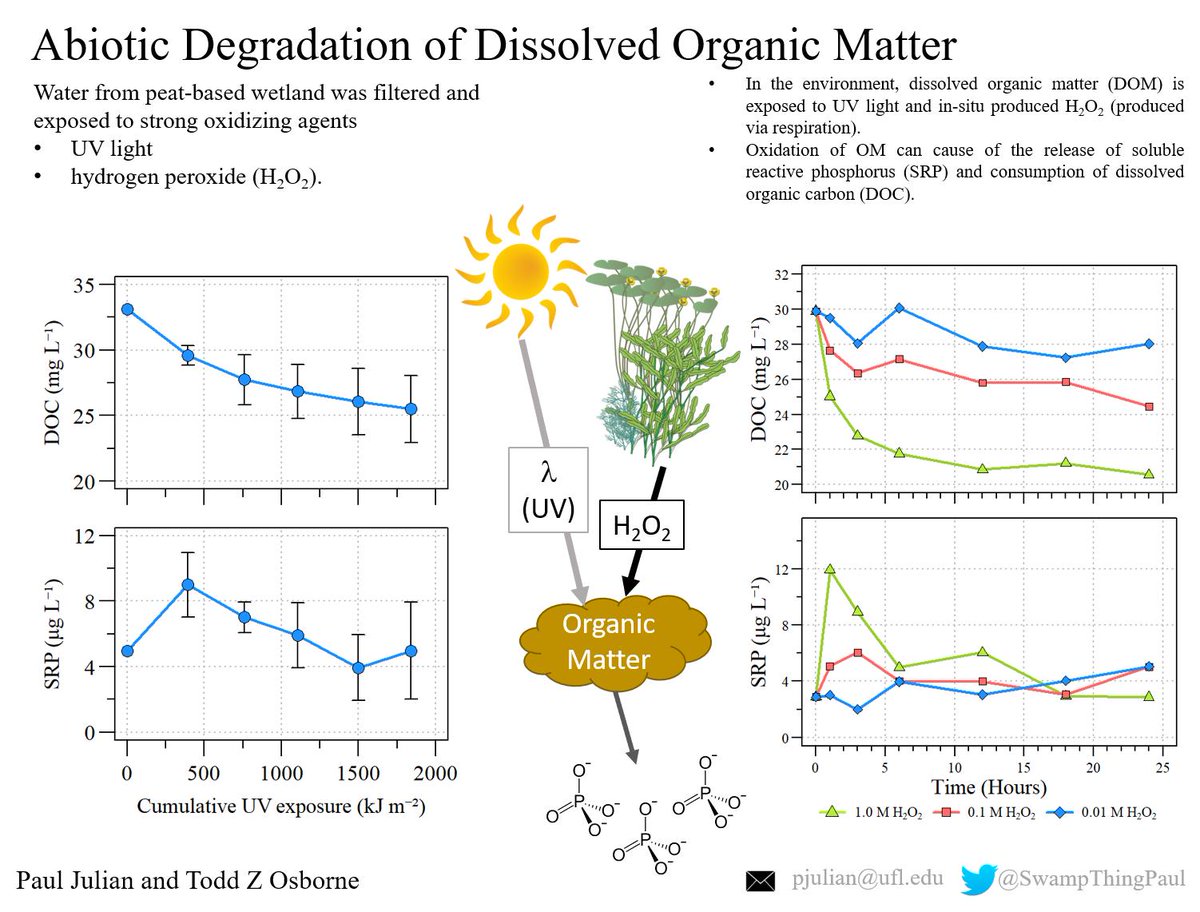 Abiotic Degradation of Dissolved Organic Matter
Water from peat-based wetland was filtered and
exposed to strong oxidizing agents
• UV light
• hydrogen peroxide (H₂O₂).
• In the environment, dissolved organic matter (DOM) is
exposed to UV light and in-situ produced H₂O₂ (produced
via respiration).
• Oxidation of OM can cause of the release of soluble
reactive phosphorus (SRP) and consumption of dissolved
organic carbon (DOC).
35
30
25
20
DOC (mg L⁻¹)
12
8
4
0
SRP (µg L⁻¹)
0 500 1000 1500 2000
Cumulative UV exposure (kJ m⁻²)
λ
(UV)
H₂O₂
Organic
Matter
O⁻
P
O O⁻
O⁻
O⁻
P
O O⁻
O⁻
O⁻
P
O O⁻
O⁻
32
30
28
26
24
22
20
DOC (mg L⁻¹)
12
8
4
0
SRP (µg L⁻¹)
0 5 10 15 20 25
Time (Hours)
1.0 M H₂O₂ 0.1 M H₂O₂ 0.01 M H₂O₂
Paul Julian and Todd Z Osborne
pjulian@ufl.edu @SwampThingPaul